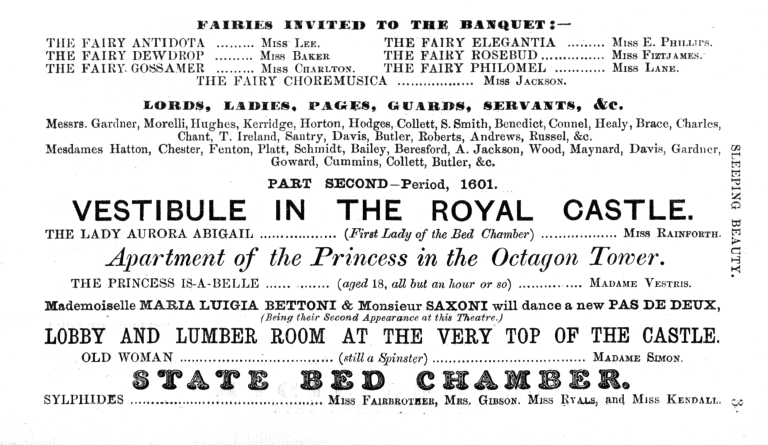 FAIRIES INVITED TO THE BANQUET:—
THE FAIRY ANTIDOTA ......... MISS LEE. THE FAIRY ELEGANTIA ......... MISS E. PHILLIPS.
THE FAIRY DEWDROP ......... MISS BAKER THE FAIRY ROSEBUD............... MISS FIZTJAMES.
THE FAIRY GOSSAMER ......... MISS CHARLTON. THE FAIRY PHILOMEL ............ MISS LANE.
THE FAIRY CHOREMUSICA .................. MISS JACKSON.
LORDS, LADIES, PAGES, GUARDS, SERVANTS, &c.
Messrs. Gardner, Morelli, Hughes, Kerridge, Horton, Hodges, Collett, S. Smith, Benedict, Connel, Healy, Brace, Charles,
Chant, T. Ireland, Santry, Davis, Butler, Roberts, Andrews, Russel, &c.
Mesdames Hatton, Chester, Fenton, Platt, Schmidt, Bailey, Beresford, A. Jackson, Wood, Maynard, Davis, Gardner,
Goward, Cummins, Collett, Butler, &c.
PART SECOND—Period, 1601.
VESTIBULE IN THE ROYAL CASTLE.
THE LADY AURORA ABIGAIL .................. (First Lady of the Bed Chamber) .................. MISS RAINFORTH.
Apartment of the Princess in the Octagon Tower.
THE PRINCESS IS-A-BELLE ............... (aged 18, all but an hour or so) ............... MADAME VESTRIS.
Mademoiselle MARIA LUIGIA BETTONI & Monsieur SAXONI will dance a new PAS DE DEUX,
(Being their Second Appearance at this Theatre.)
LOBBY AND LUMBER ROOM AT THE VERY TOP OF THE CASTLE.
OLD WOMAN .................................... (still a Spinster) .................................... MADAME SIMON.
STATE BED CHAMBER.
SYLPHIDES ............................................. MISS FAIRBROTHER, MRS. GIBSON. MISS RYALS, and MISS KENDALL.
SLEEPING BEAUTY.
3